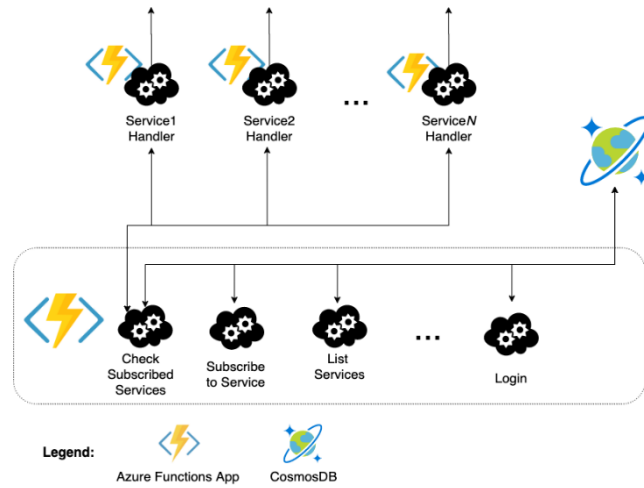 Service1
Handler
Service2
Handler
...
ServiceN
Handler
Check
Subscribed
Services
Subscribe
to Service
List
Services
...
Login
Legend:
Azure Functions App
CosmosDB